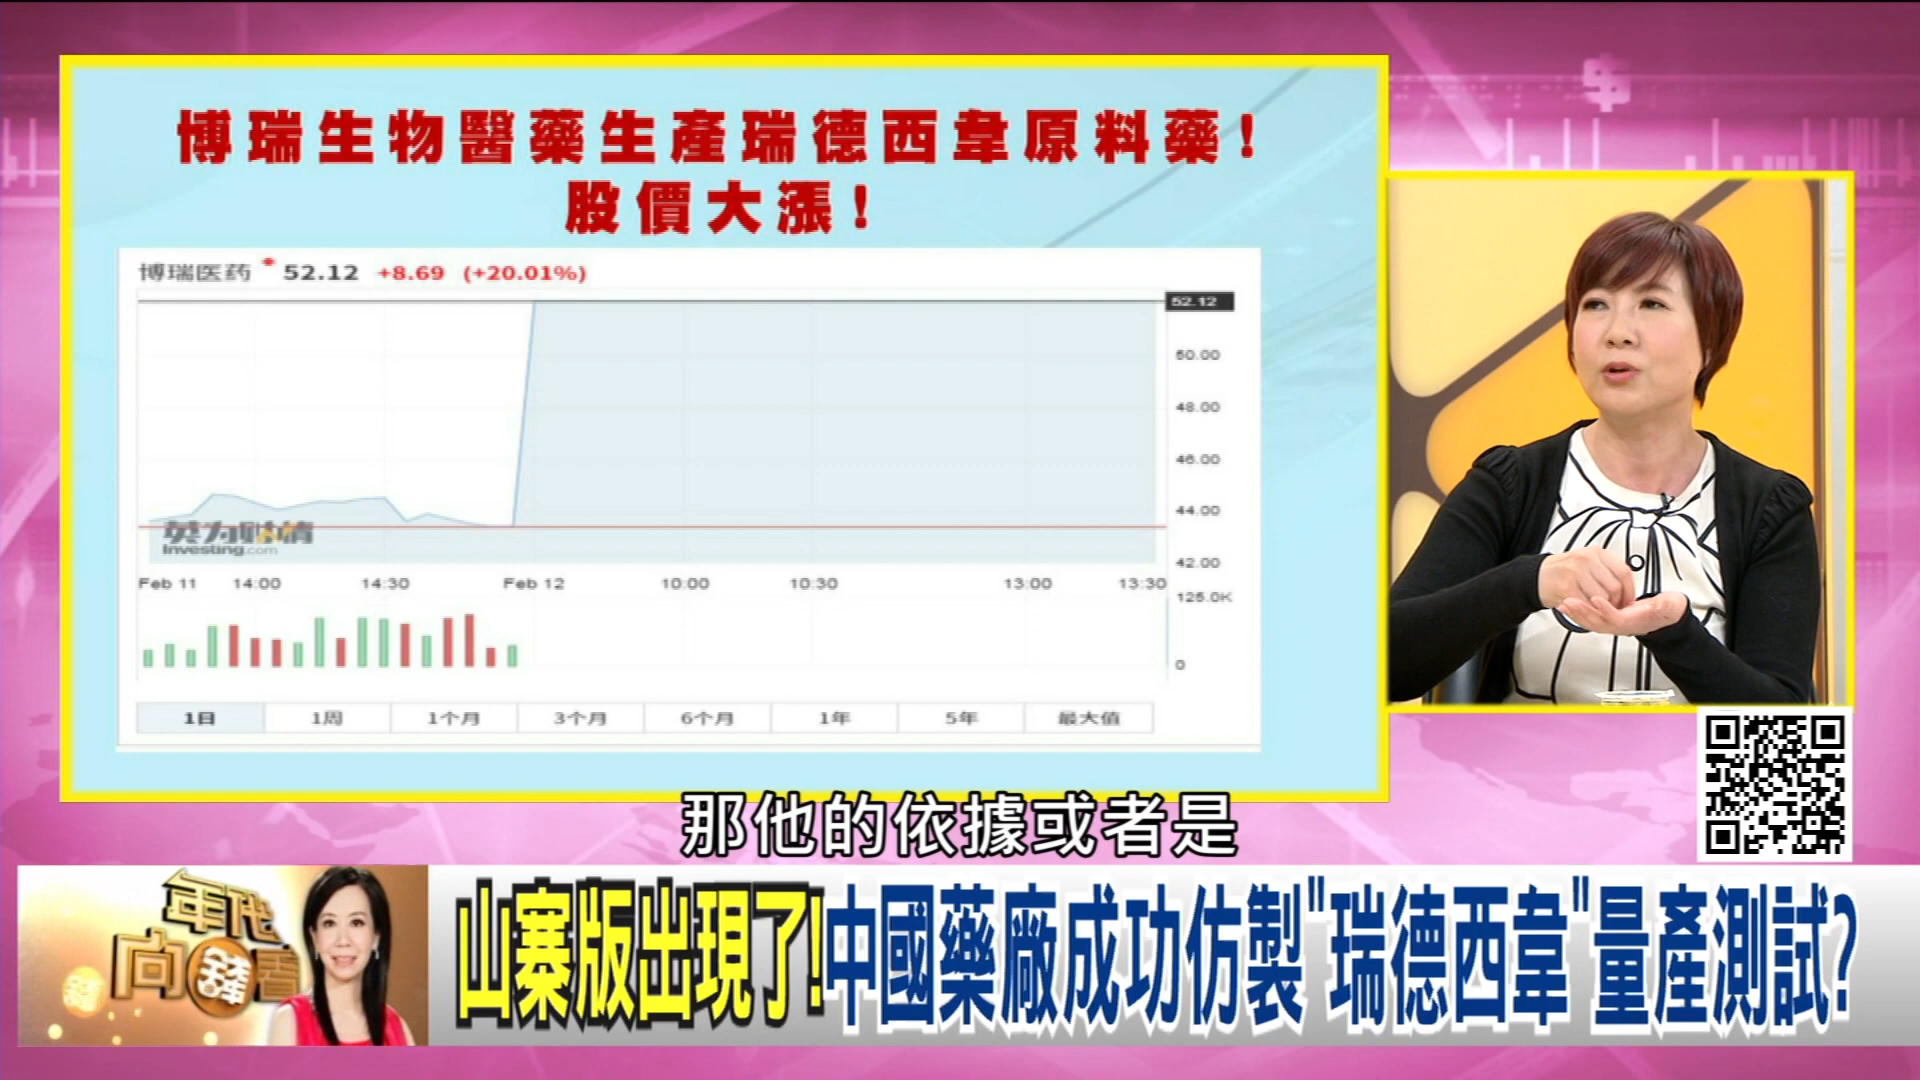 博瑞生物醫藥生產瑞德西韋原料藥!
股價大漲!
博瑞医药 52.12 +8.69 (+20.01%)
52.12
50.00
48.00
46.00
44.00
42.00
英为财情
Investing.com
Feb 11 14:00 14:30 Feb 12 10:00 10:30 13:00 13:30
125.0K
0
1日 1周 1个月 3个月 6个月 1年 5年 最大值
那他的依據或者是
年代向錢看
山寨版出現了!中國藥廠成功仿製"瑞德西韋"量產測試?